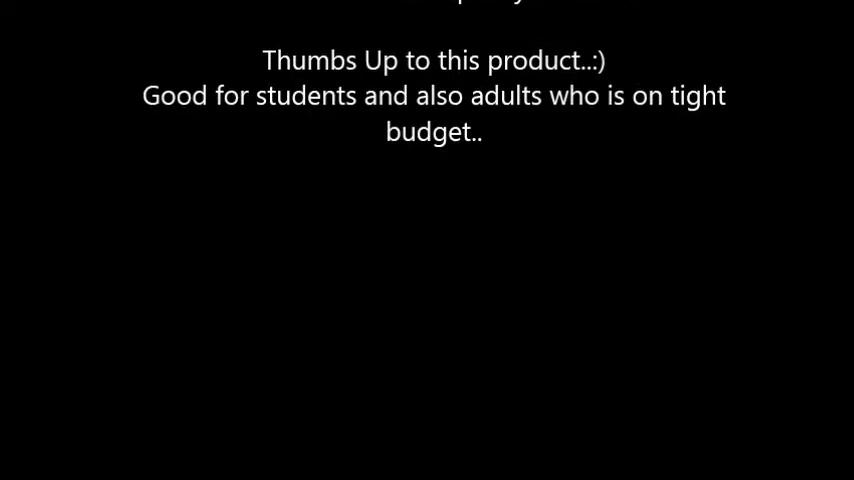 Thumbs Up to this product..:)
Good for students and also adults who is on tight
budget..